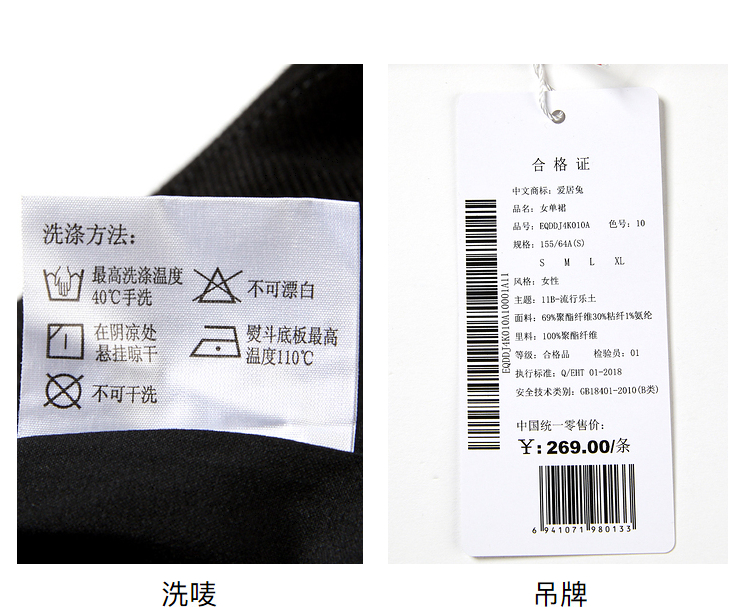 洗涤方法：
最高洗涤温度
40℃手洗
不可漂白
在阴凉处
悬挂晾干
熨斗底板最高
温度110℃
不可干洗
洗唛
合格证
中文商标：爱居兔
品名：女单裙
品号：EQDDJ4K010A 色号：10
规格：155/64A(S)
S M L XL
风格：女性
主题：11B-流行乐土
面料：69%聚酯纤维30%粘纤1%氨纶
里料：100%聚酯纤维
等级：合格品 检验员：01
执行标准：Q/EHT 01-2018
安全技术类别：GB18401-2010(B类)
EQDDJ4K010A10001A11
中国统一零售价：
¥:269.00/条
6 941071 980133
吊牌